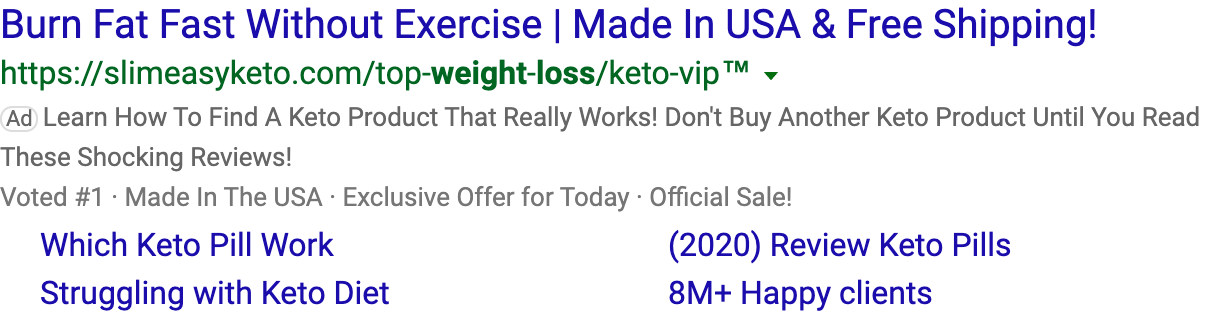 Burn Fat Fast Without Exercise | Made In USA & Free Shipping!
https://slimeasyketo.com/top-weight-loss/keto-vip™
Ad Learn How To Find A Keto Product That Really Works! Don't Buy Another Keto Product Until You Read
These Shocking Reviews!
Voted #1 · Made In The USA · Exclusive Offer for Today · Official Sale!
Which Keto Pill Work
(2020) Review Keto Pills
Struggling with Keto Diet
8M+ Happy clients